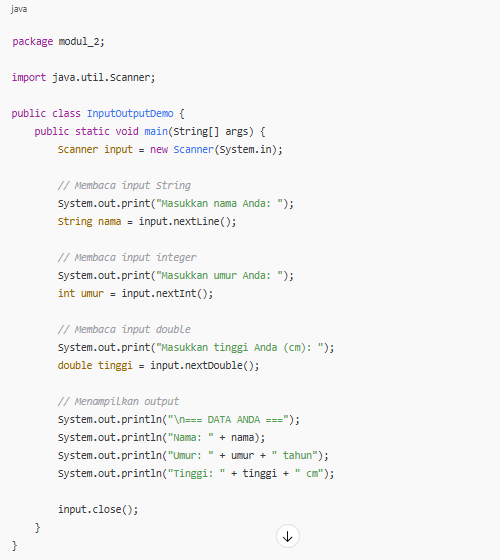 java
package modul_2;
import java.util.Scanner;
public class InputOutputDemo {
public static void main(String[] args) {
Scanner input = new Scanner(System.in);
// Membaca input String
System.out.print("Masukkan nama Anda: ");
String nama = input.nextLine();
// Membaca input integer
System.out.print("Masukkan umur Anda: ");
int umur = input.nextInt();
// Membaca input double
System.out.print("Masukkan tinggi Anda (cm): ");
double tinggi = input.nextDouble();
// Menampilkan output
System.out.println("\n=== DATA ANDA ===");
System.out.println("Nama: " + nama);
System.out.println("Umur: " + umur + " tahun");
System.out.println("Tinggi: " + tinggi + " cm");
input.close();
}
}